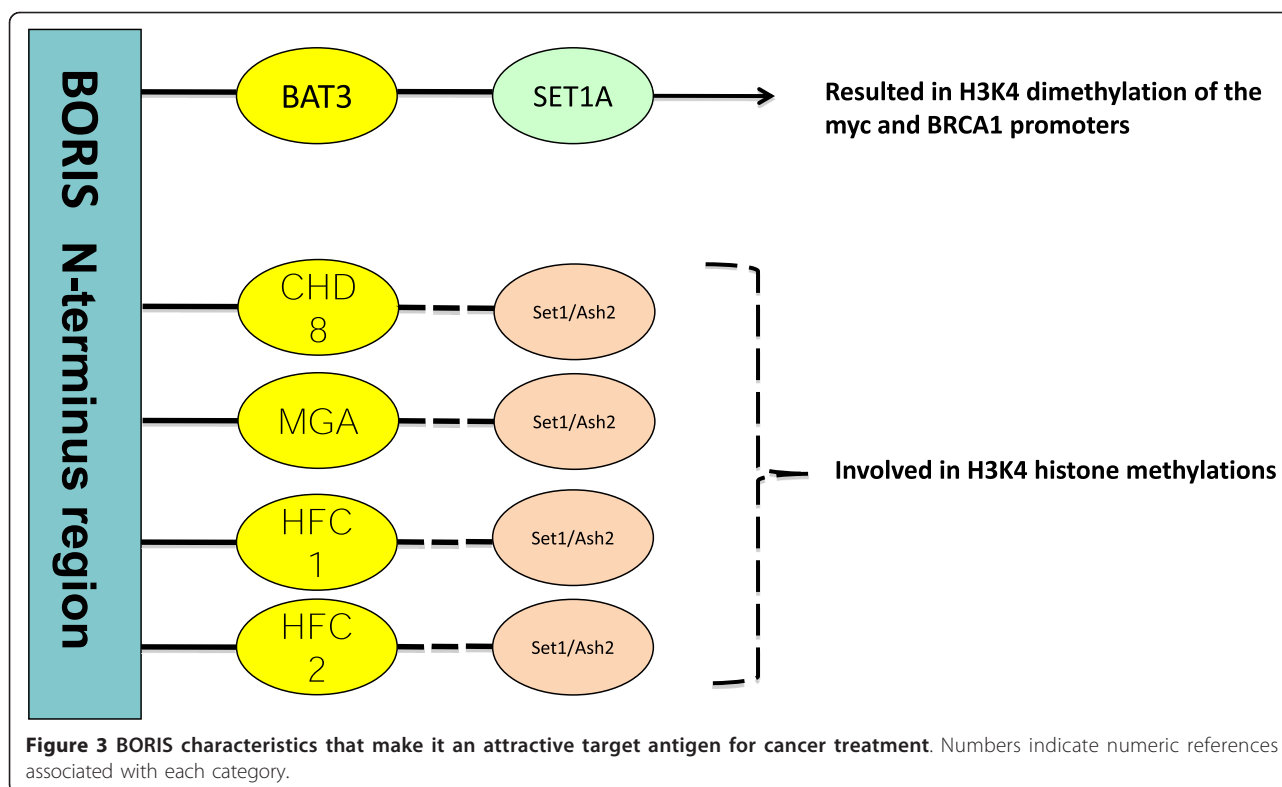 BORIS N-terminus region
BAT3
SET1A
Resulted in H3K4 dimethylation of the
myc and BRCA1 promoters
CHD
8
Set1/Ash2
MGA
Set1/Ash2
HFC
1
Set1/Ash2
HFC
2
Set1/Ash2
Involved in H3K4 histone methylations
Figure 3 BORIS characteristics that make it an attractive target antigen for cancer treatment. Numbers indicate numeric references
associated with each category.